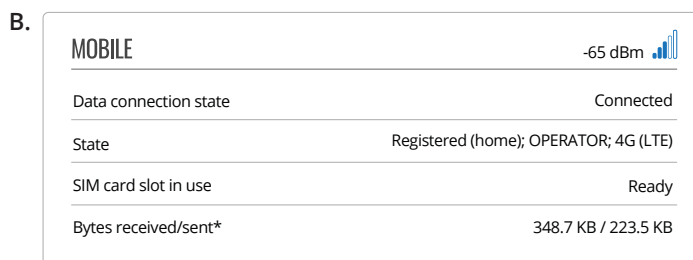 B.
MOBILE -65 dBm
Data connection state Connected
State Registered (home); OPERATOR; 4G (LTE)
SIM card slot in use Ready
Bytes received/sent* 348.7 KB / 223.5 KB